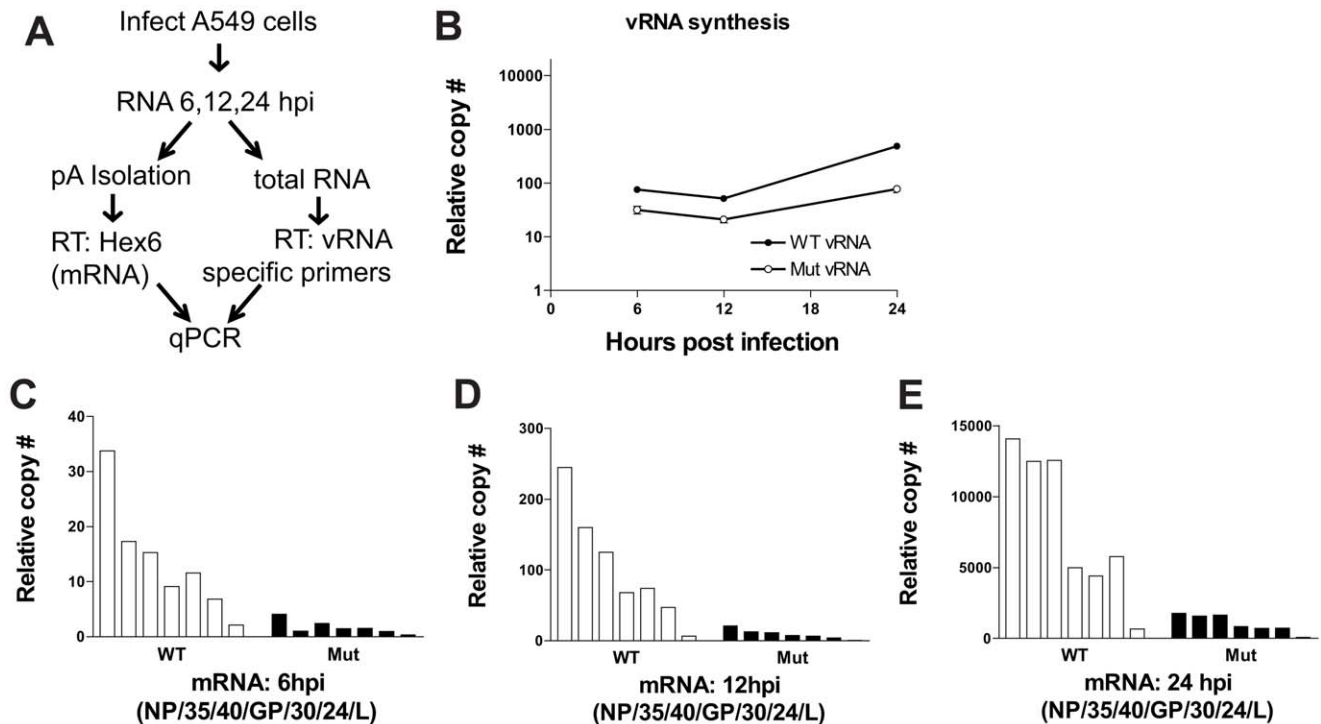 A
Infect A549 cells
RNA 6,12,24 hpi
pA Isolation
total RNA
RT: Hex6
(mRNA)
RT: vRNA
specific primers
qPCR
B
vRNA synthesis
Relative copy #
10000
1000
100
10
1
0
6
12
18
24
WT vRNA
Mut vRNA
Hours post infection
C
Relative copy #
40
30
20
10
0
WT
Mut
mRNA: 6hpi
(NP/35/40/GP/30/24/L)
D
Relative copy #
300
200
100
0
WT
Mut
mRNA: 12hpi
(NP/35/40/GP/30/24/L)
E
Relative copy #
15000
10000
5000
0
WT
Mut
mRNA: 24 hpi
(NP/35/40/GP/30/24/L)